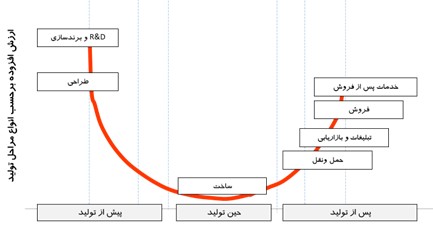 ارزش افزوده برحسب انواع مراحل تولید
R&D و برندسازی
طراحی
خدمات پس از فروش
فروش
تبلیغات و بازاریابی
حمل ونقل
ساخت
پیش از تولید
حین تولید
پس از تولید